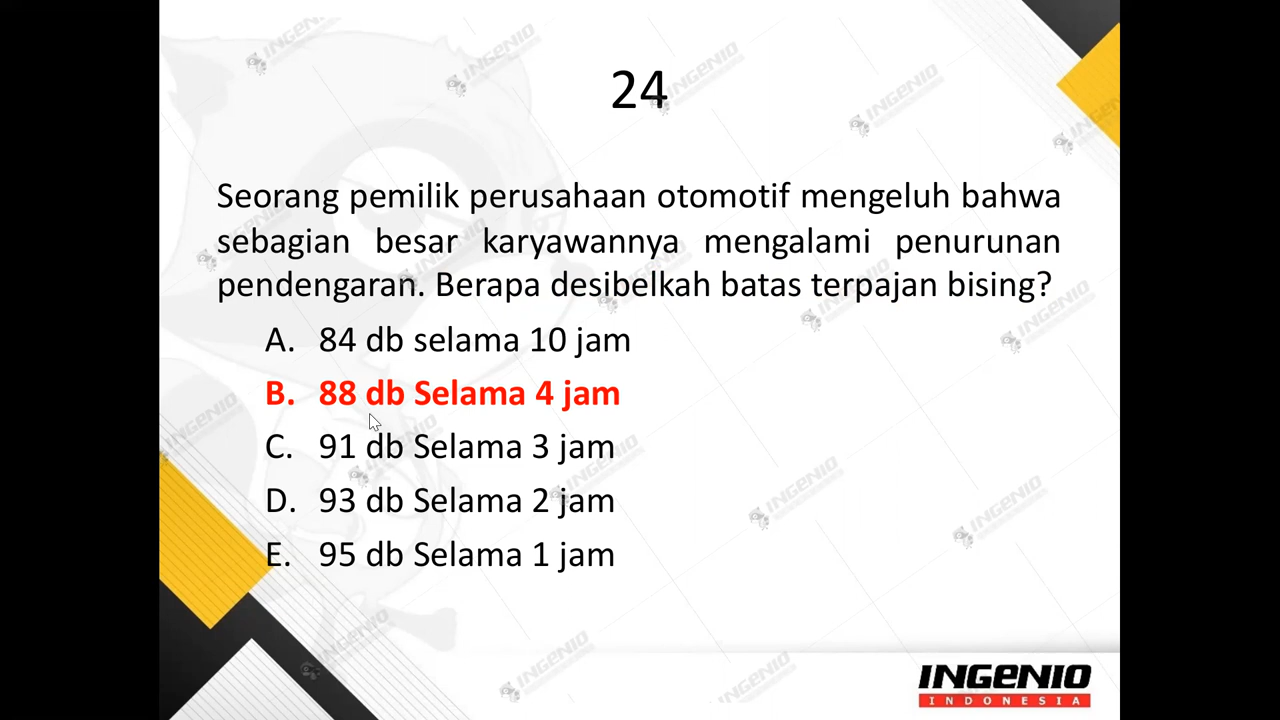 24
Seorang pemilik perusahaan otomotif mengeluh bahwa
sebagian besar karyawannya mengalami penurunan
pendengaran. Berapa desibelkah batas terpajan bising?
A. 84 db selama 10 jam
B. 88 db Selama 4 jam
C. 91 db Selama 3 jam
D. 93 db Selama 2 jam
E. 95 db Selama 1 jam
INGENIO
INDONESIA